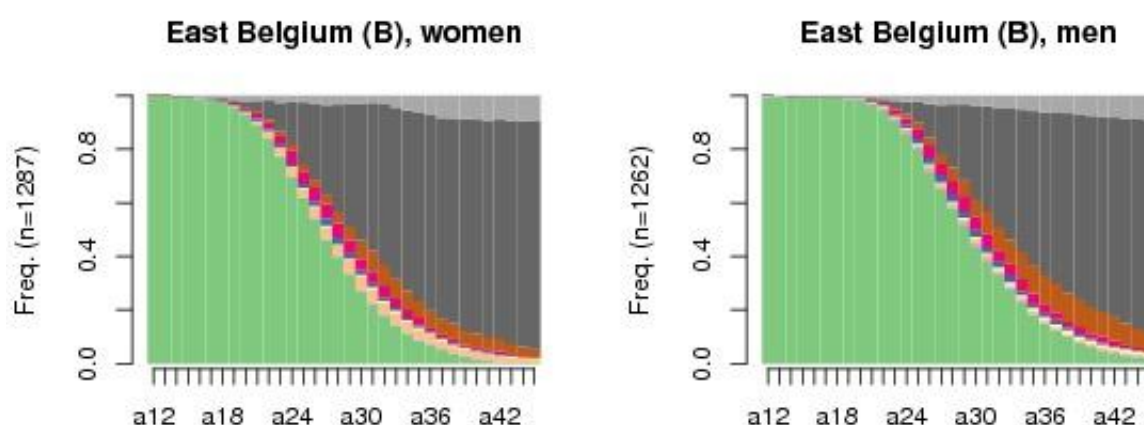 East Belgium (B), women
East Belgium (B), men
Freq. (n=1287)
0.0
0.4
0.8
a12 a18 a24 a30 a36 a42
Freq. (n=1262)
0.0
0.4
0.8
a12 a18 a24 a30 a36 a42